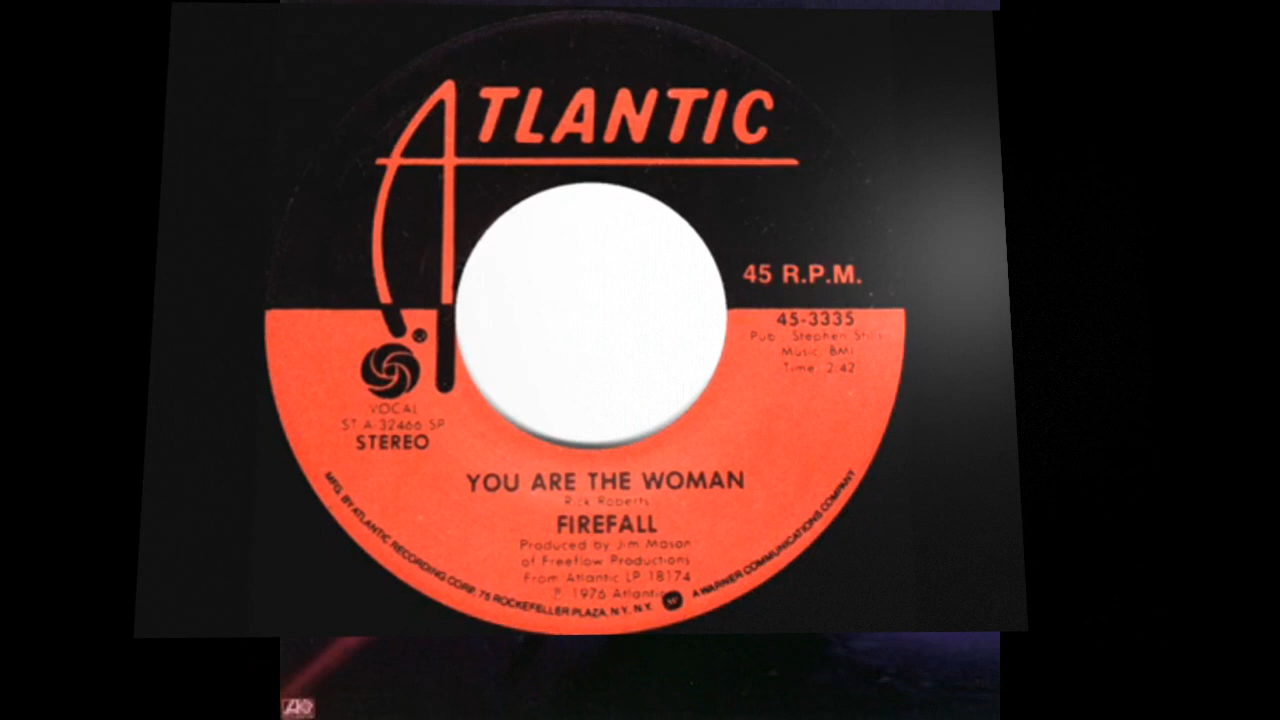 ATLANTIC
45 R.P.M.
45-3335
Pub: Stephen Stills
Music, BMI
Time: 2:42
VOCAL
ST A-32466 SP
STEREO
YOU ARE THE WOMAN
Rick Roberts
FIREFALL
Produced by Jim Mason
of Freeflow Productions
From Atlantic LP 18174
℗ 1976 Atlantic
MFG. BY ATLANTIC RECORDING CORP., 75 ROCKEFELLER PLAZA, N.Y. N.Y. A WARNER COMMUNICATIONS COMPANY